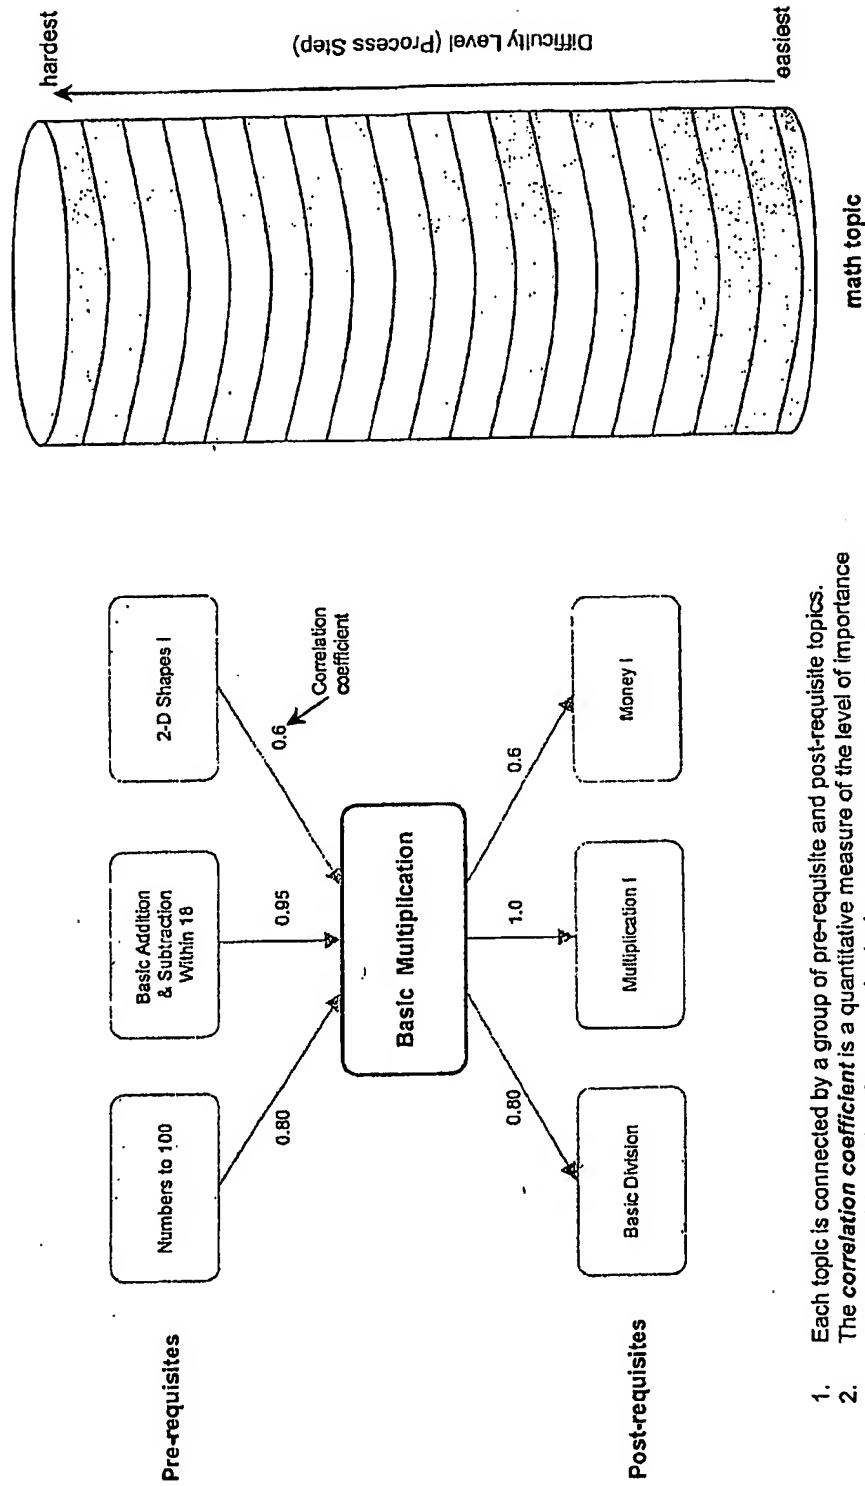 Pre-requisites
Numbers to 100
Basic Addition
& Subtraction
Within 18
2-D Shapes I
0.80
0.95
0.6
Correlation
coefficient
Basic Multiplication
0.80
1.0
0.6
Post-requisites
Basic Division
Multiplication I
Money I
1. Each topic is connected by a group of pre-requisite and post-requisite topics.
2. The correlation coefficient is a quantitative measure of the level of importance
hardest
Difficulty Level (Process Step)
easiest
math topic